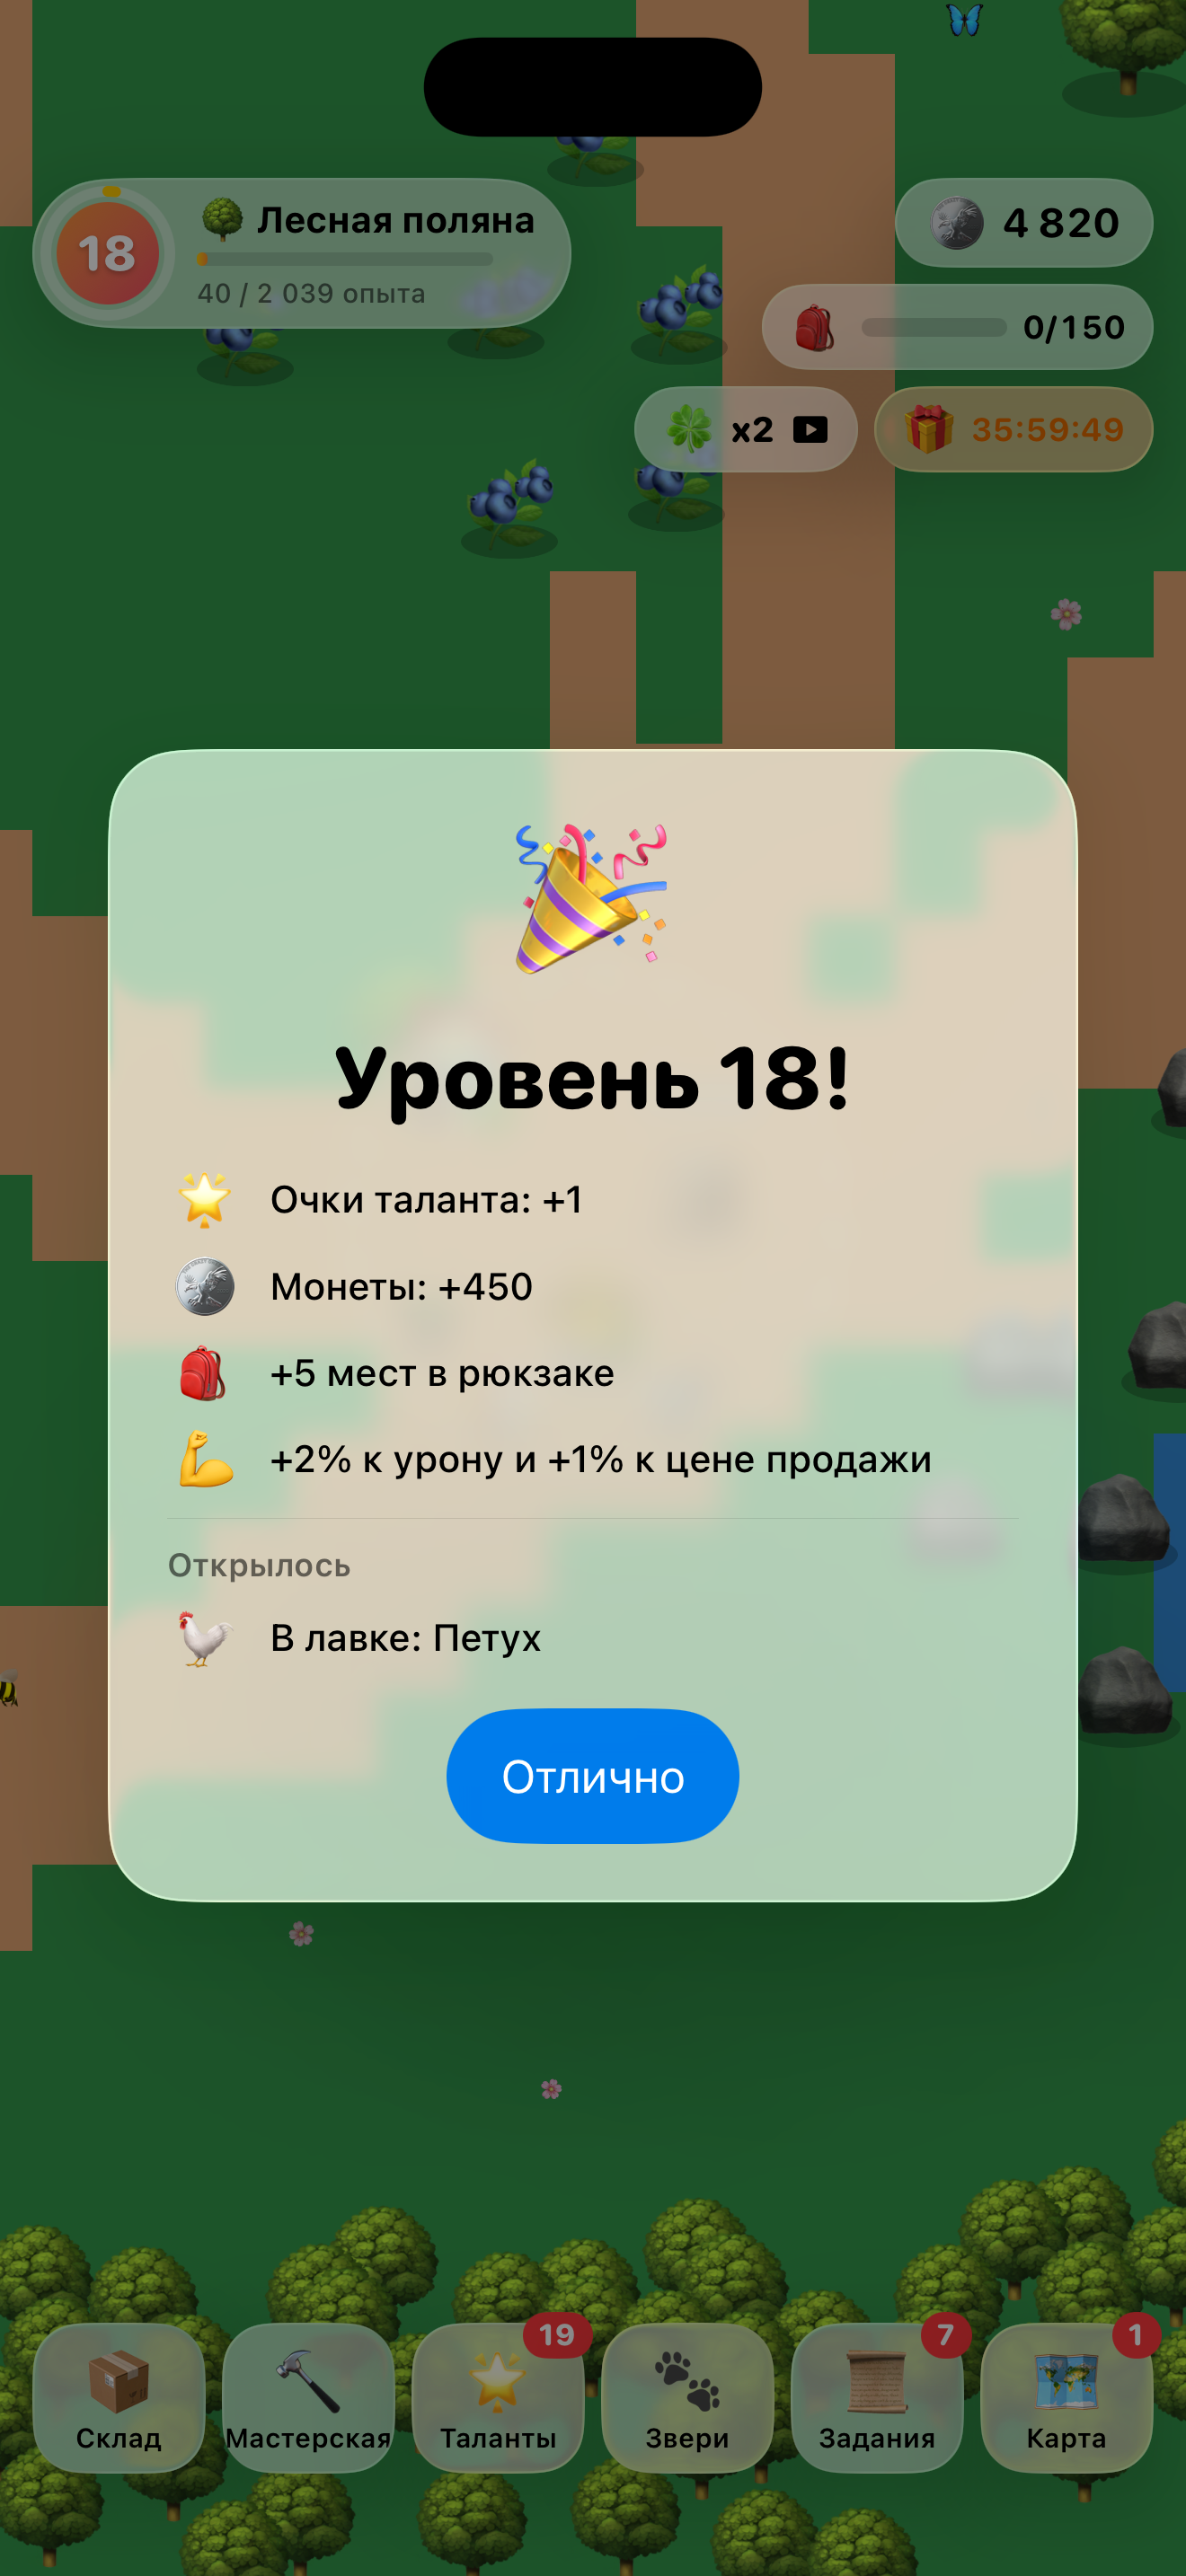 18
Лесная поляна
40 / 2 039 опыта
4 820
0/150
x2
35:59:49
Уровень 18!
Очки таланта: +1
Монеты: +450
+5 мест в рюкзаке
+2% к урону и +1% к цене продажи
Открылось
В лавке: Петух
Отлично
19
7
1
Склад
Мастерская
Таланты
Звери
Задания
Карта